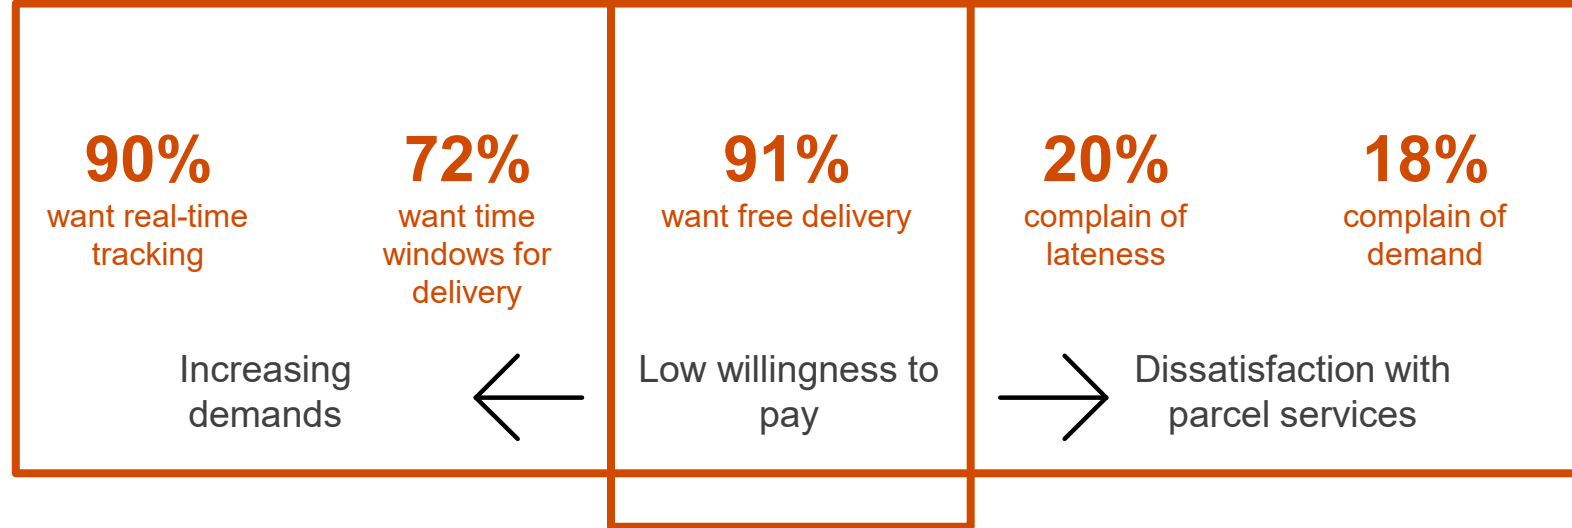 90%
want real-time
tracking
72%
want time
windows for
delivery
91%
want free delivery
20%
complain of
lateness
18%
complain of
demand
Increasing
demands
Low willingness to
pay
Dissatisfaction with
parcel services